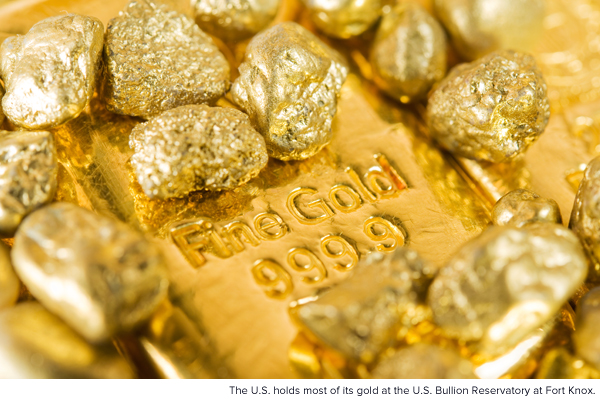 Fine Gold
999 9
The U.S. holds most of its gold at the U.S. Bullion Reservatory at Fort Knox.